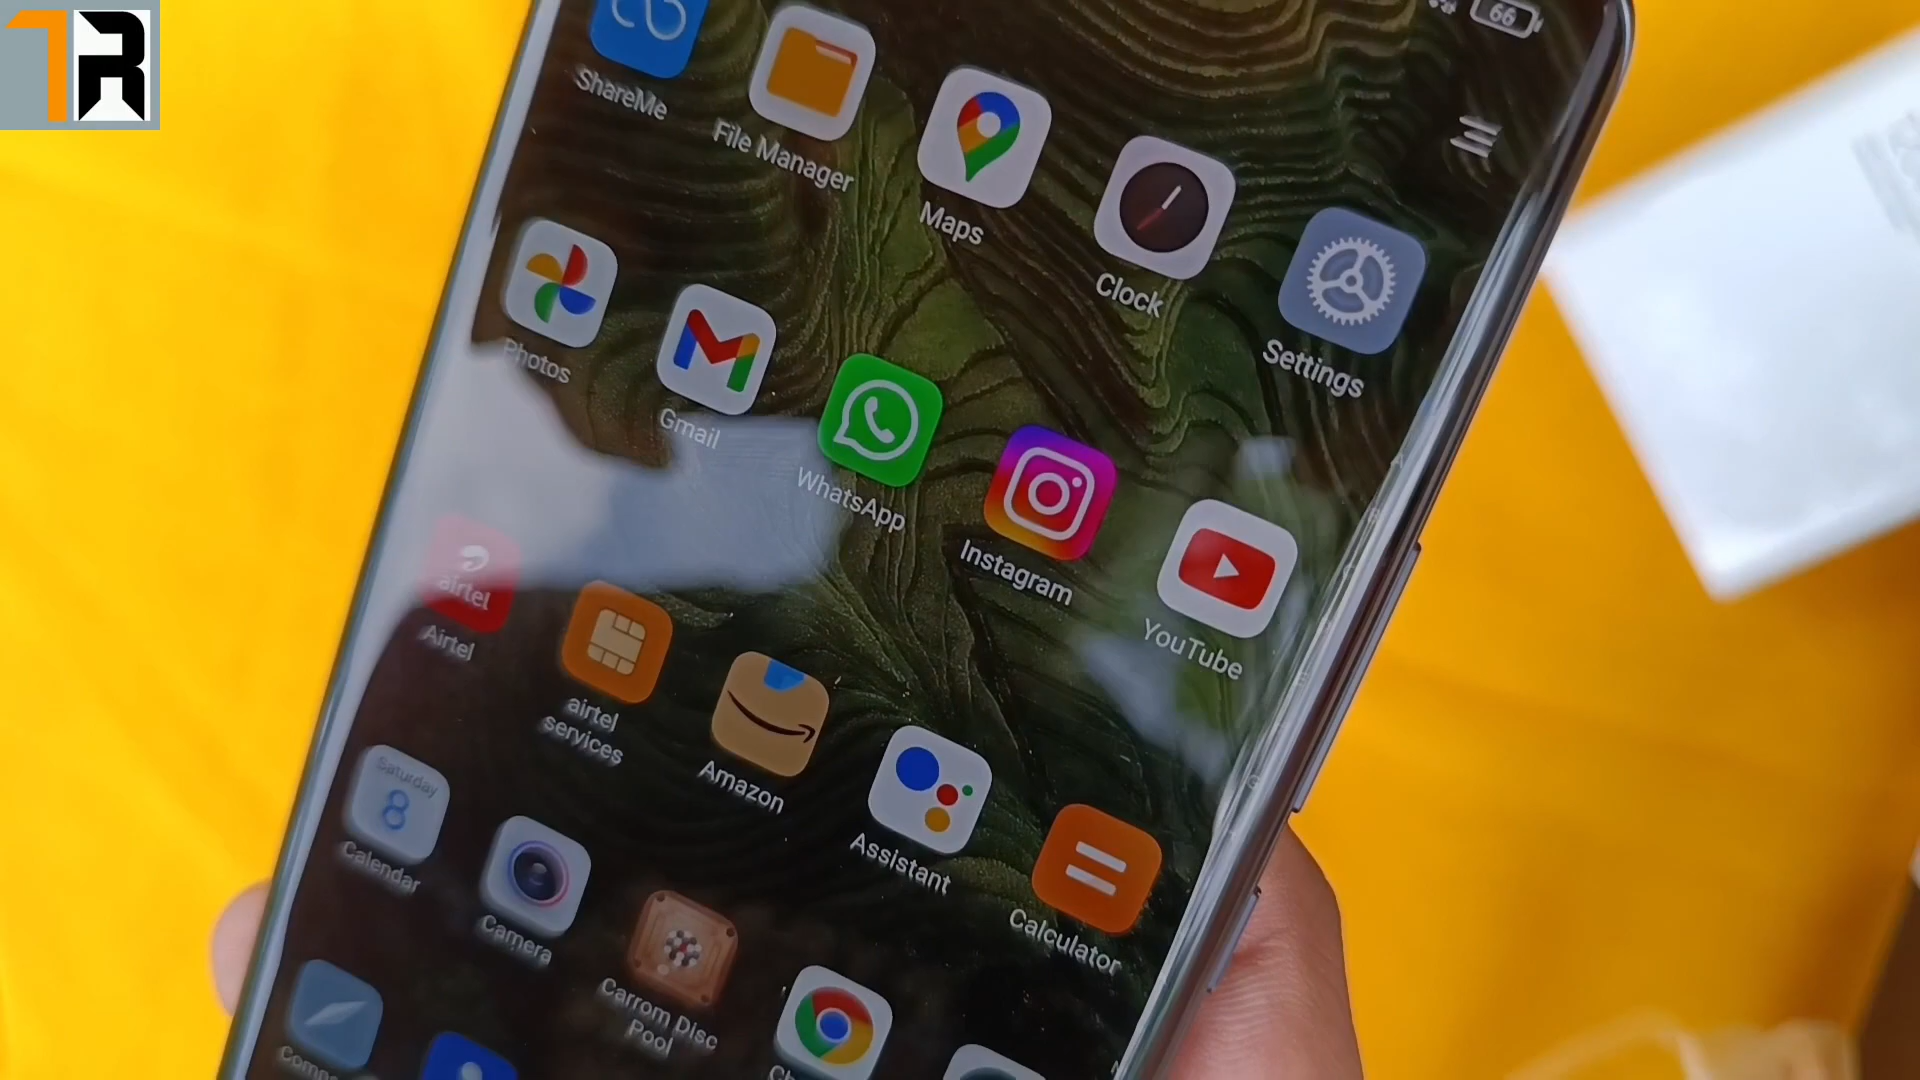 TR
66
ShareMe
File Manager
Maps
Clock
Settings
Photos
Gmail
WhatsApp
Instagram
YouTube
airtel
Airtel
airtel
services
Amazon
Assistant
Calculator
Saturday
8
Calendar
Camera
Carrom Disc
Pool